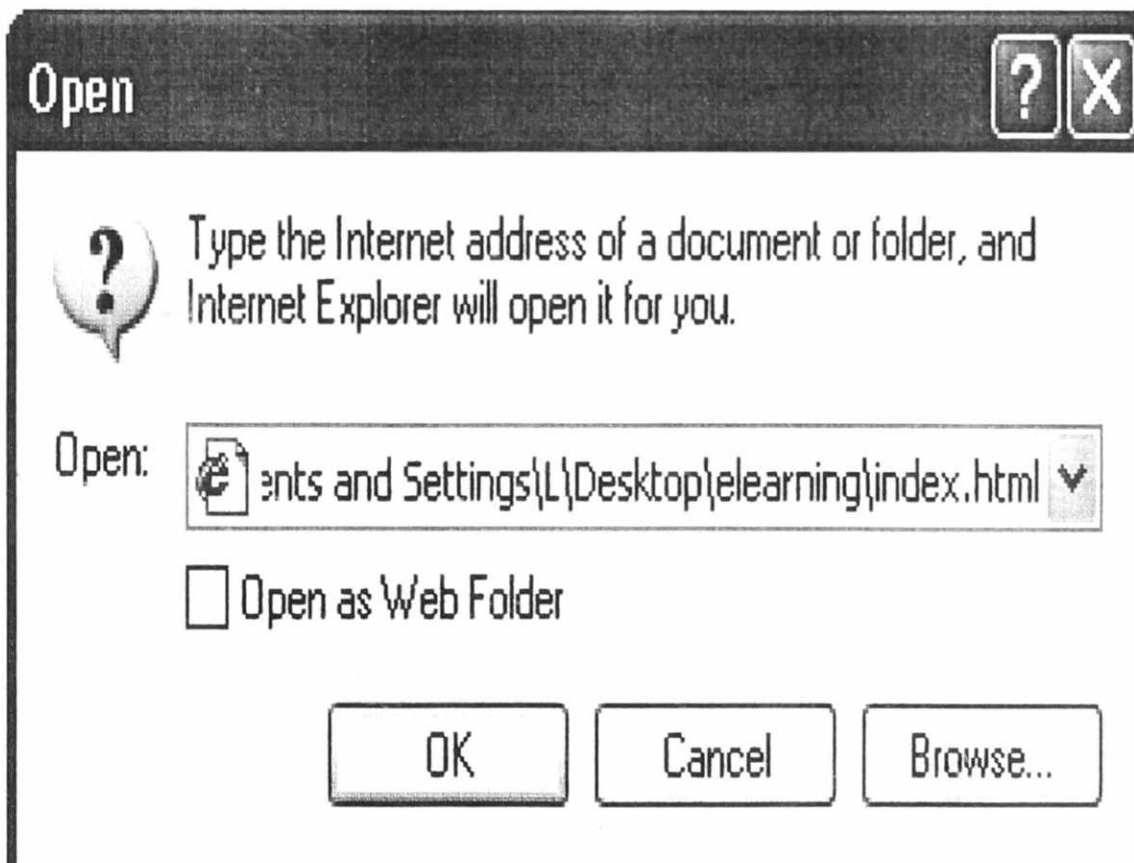 Open
Type the Internet address of a document or folder, and
Internet Explorer will open it for you.
Open: ents and Settings\L\Desktop\elearning\index.html
Open as Web Folder
OK Cancel Browse...